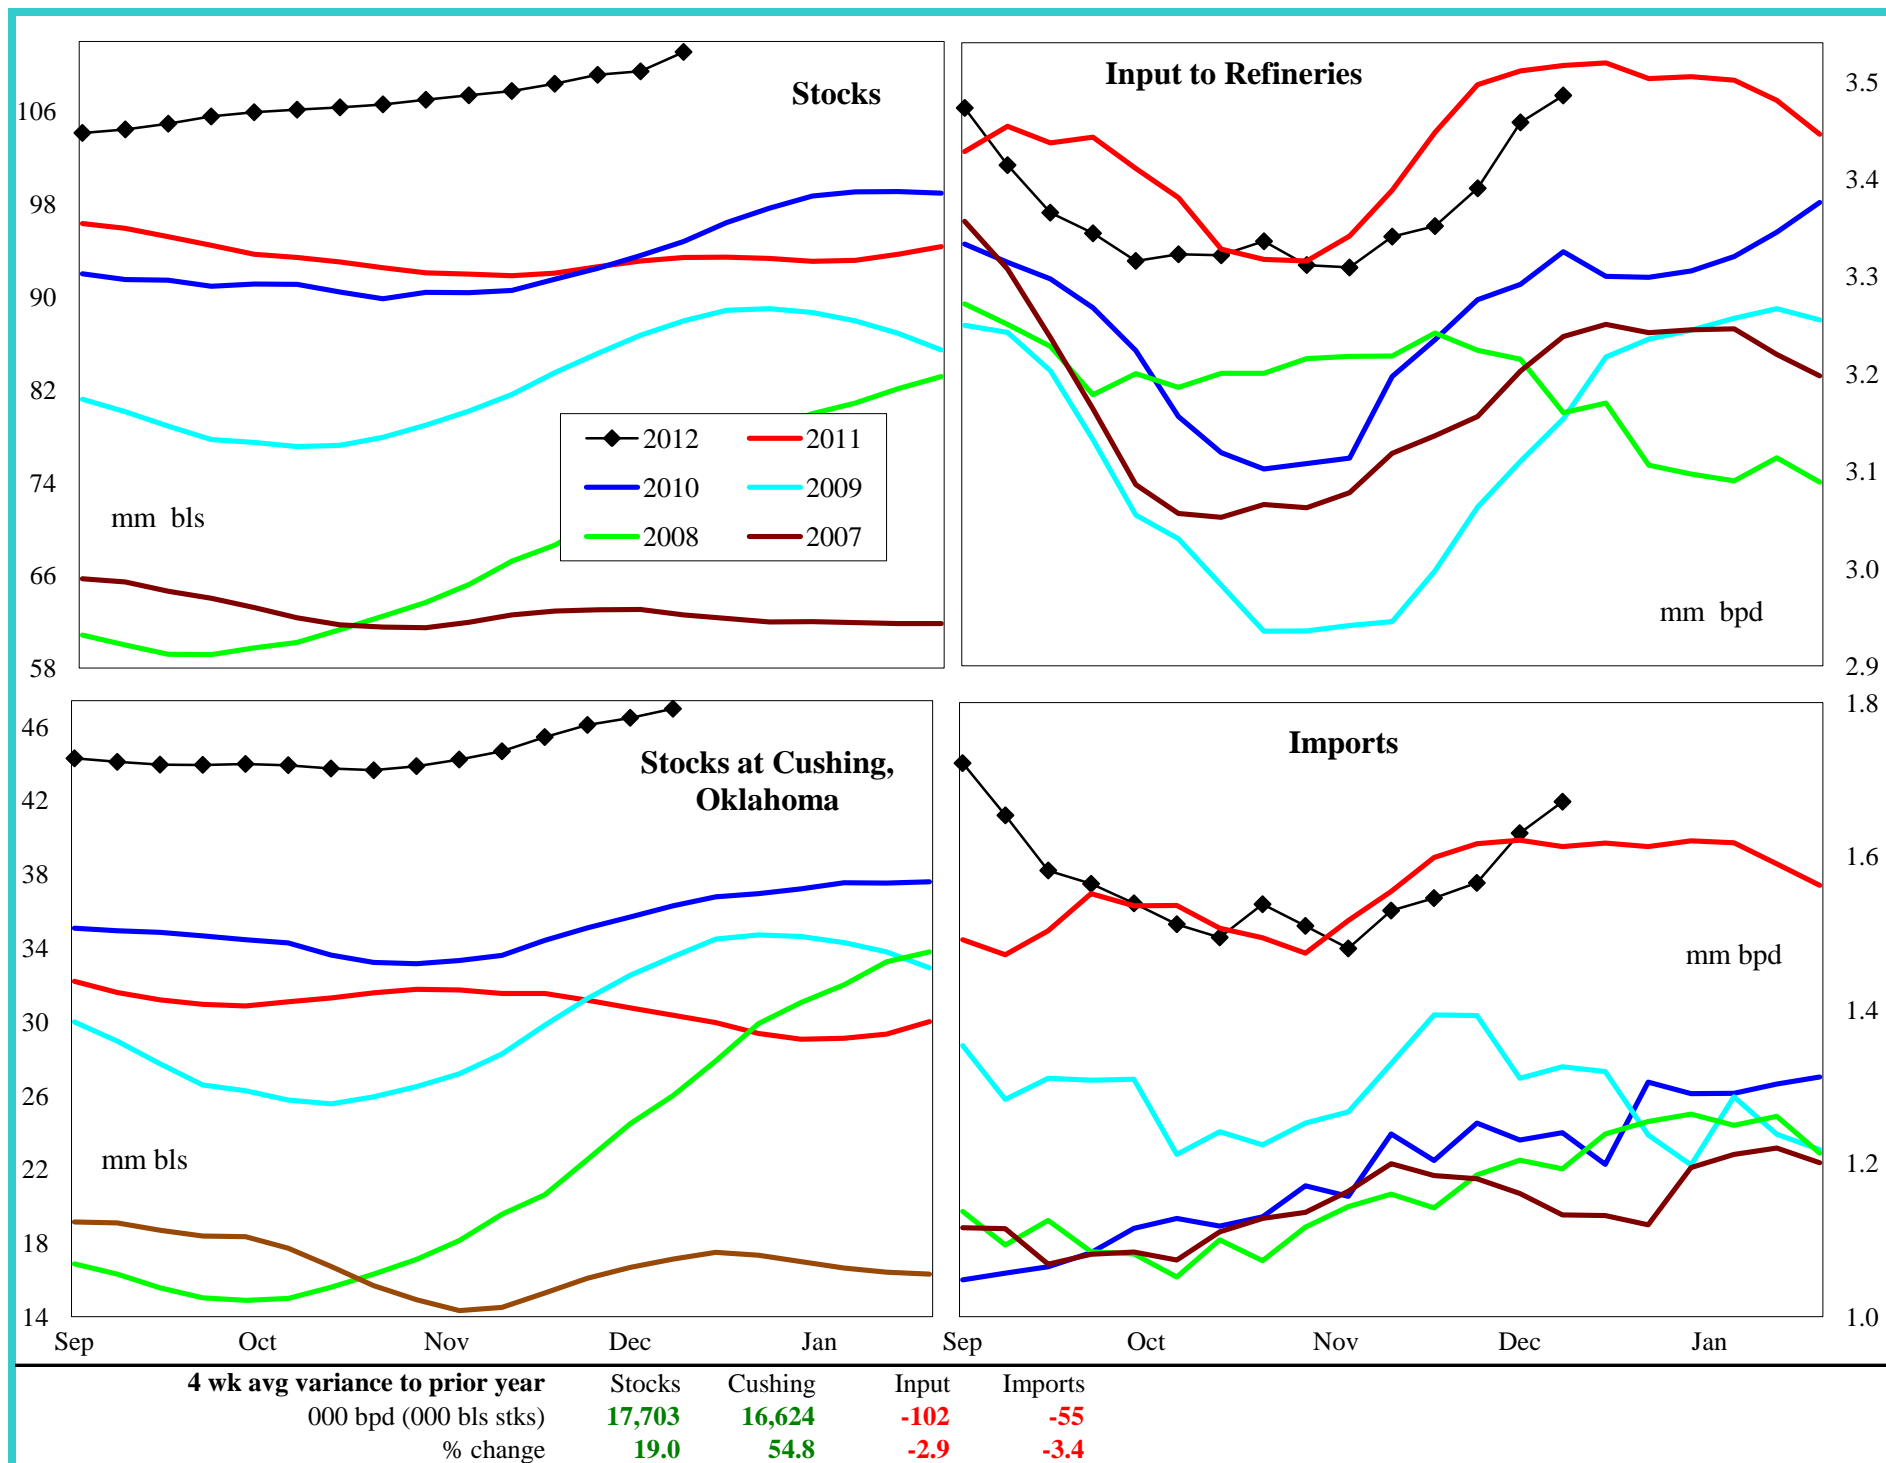 Stocks
106
98
90
82
74
66
58
mm bls
2012
2011
2010
2009
2008
2007
Input to Refineries
3.5
3.4
3.3
3.2
3.1
3.0
2.9
mm bpd
Stocks at Cushing,
Oklahoma
46
42
38
34
30
26
22
18
14
mm bls
Sep Oct Nov Dec Jan
Imports
1.8
1.6
1.4
1.2
1.0
mm bpd
Sep Oct Nov Dec Jan
4 wk avg variance to prior year Stocks Cushing Input Imports
000 bpd (000 bls stks) 17,703 16,624 -102 -55
% change 19.0 54.8 -2.9 -3.4